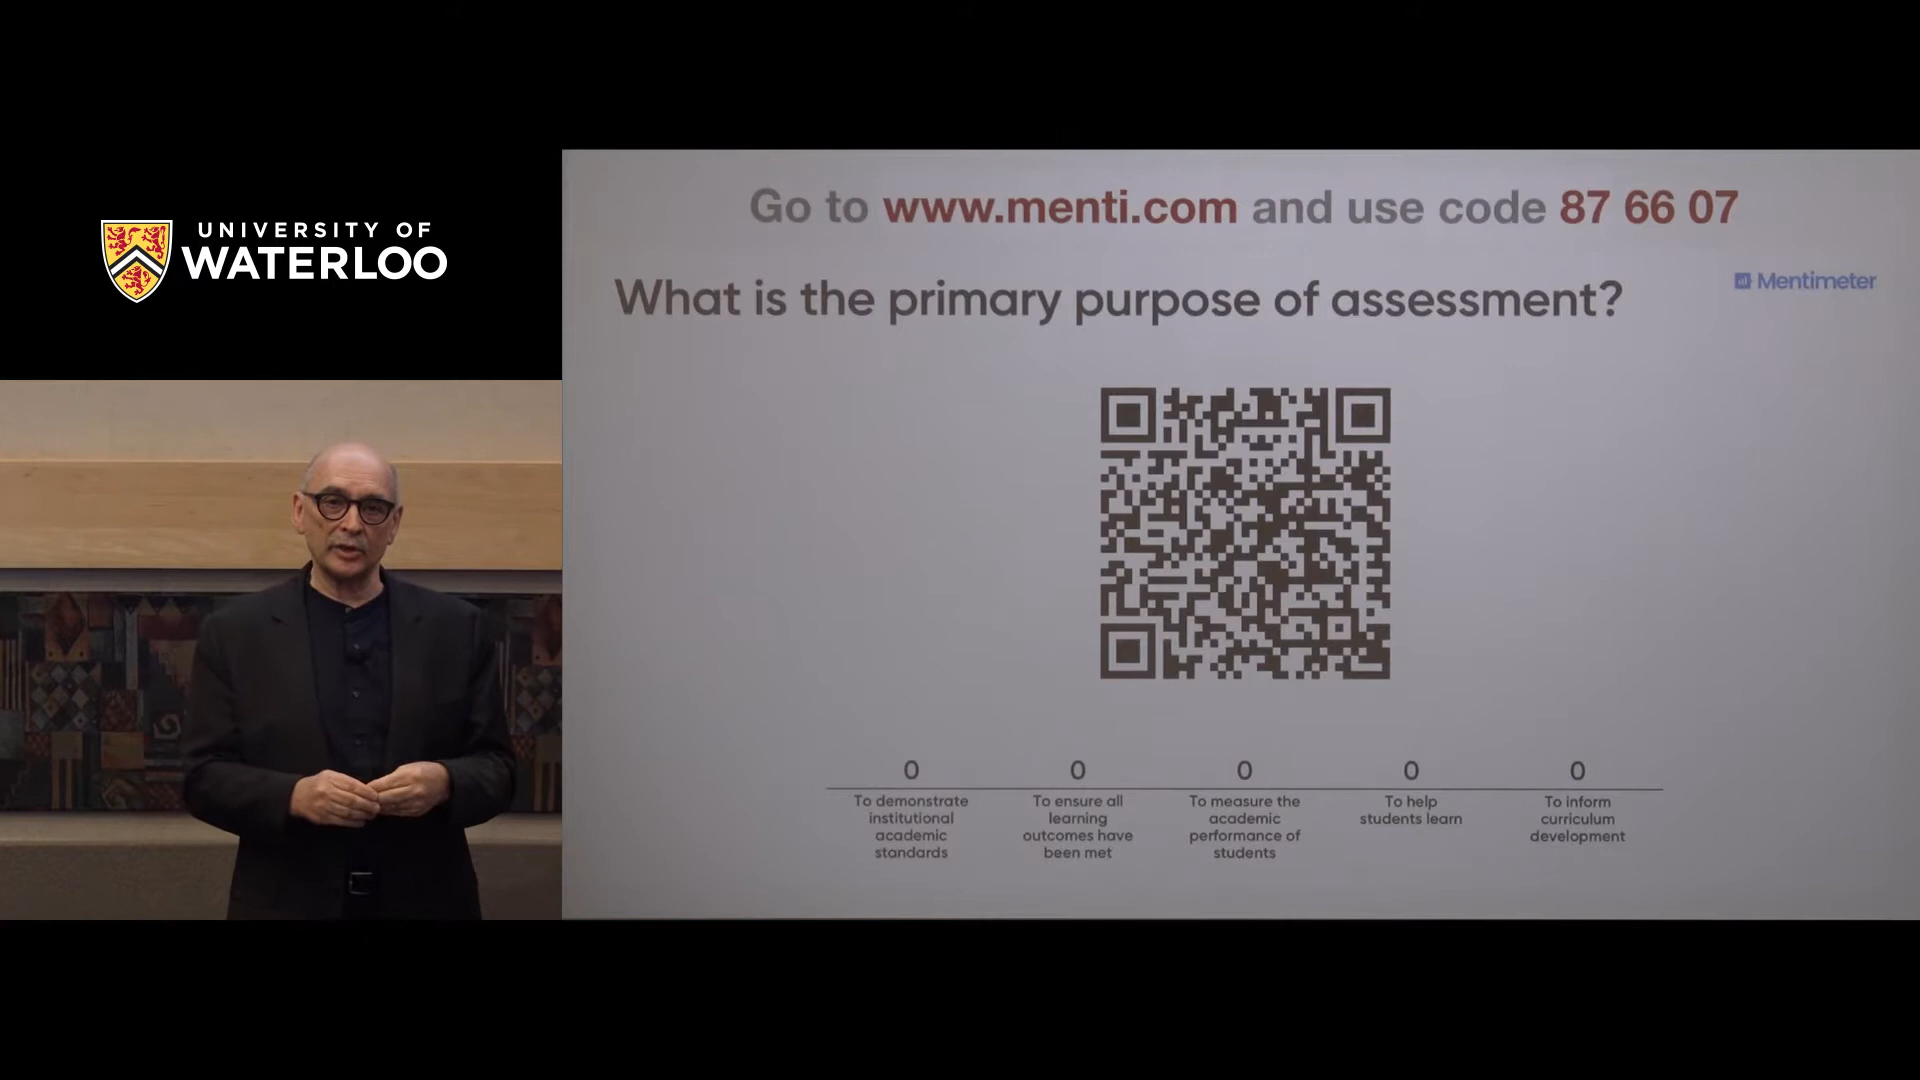 UNIVERSITY OF
WATERLOO
Go to www.menti.com and use code 87 66 07
What is the primary purpose of assessment?
Mentimeter
0
To demonstrate
institutional
academic
standards
0
To ensure all
learning
outcomes have
been met
0
To measure the
academic
performance of
students
0
To help
students learn
0
To inform
curriculum
development